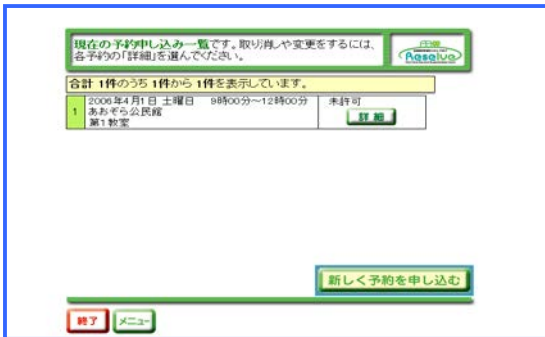 現在の予約申し込み一覧です。取り消しや変更をするには、
各予約の「詳細」を選んでください。
Reselve
合計 1件のうち 1件から 1件を表示しています。
1 2006年4月1日 土曜日 9時00分～12時00分 未許可
あおぞら公民館 詳細
第1教室
新しく予約を申し込む
終了 メニュー